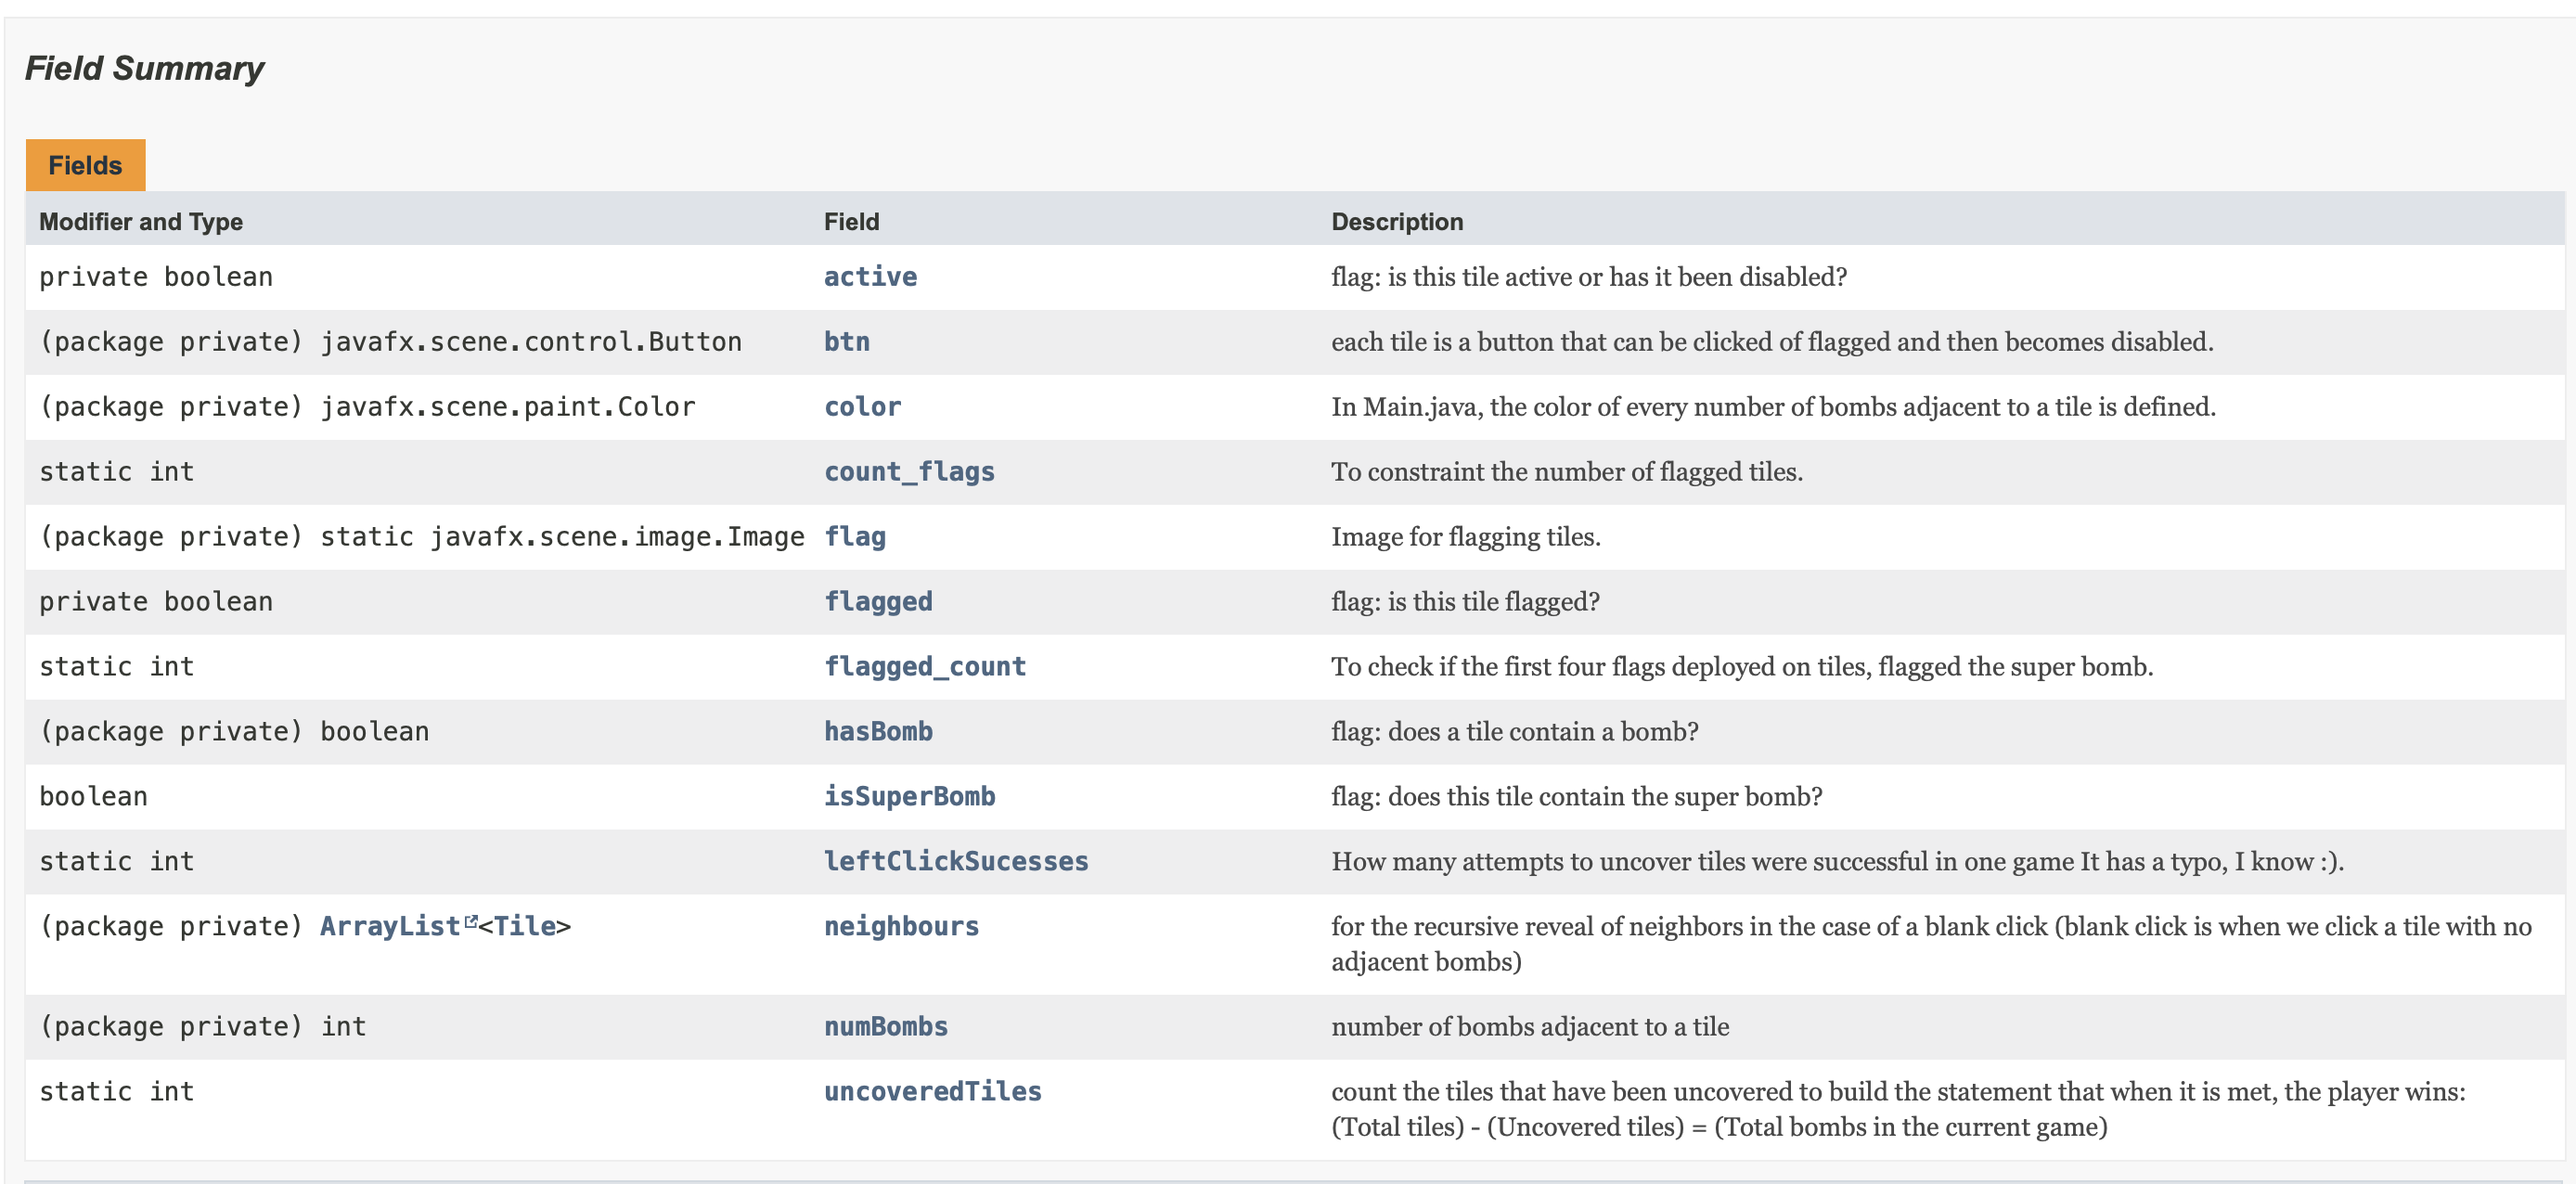 Field Summary
Fields
Modifier and Type Field Description
private boolean active flag: is this tile active or has it been disabled?
(package private) javafx.scene.control.Button btn each tile is a button that can be clicked of flagged and then becomes disabled.
(package private) javafx.scene.paint.Color color In Main.java, the color of every number of bombs adjacent to a tile is defined.
static int count_flags To constraint the number of flagged tiles.
(package private) static javafx.scene.image.Image flag Image for flagging tiles.
private boolean flagged flag: is this tile flagged?
static int flagged_count To check if the first four flags deployed on tiles, flagged the super bomb.
(package private) boolean hasBomb flag: does a tile contain a bomb?
boolean isSuperBomb flag: does this tile contain the super bomb?
static int leftClickSucesses How many attempts to uncover tiles were successful in one game It has a typo, I know :).
(package private) ArrayList<Tile> neighbours for the recursive reveal of neighbors in the case of a blank click (blank click is when we click a tile with no
adjacent bombs)
(package private) int numBombs number of bombs adjacent to a tile
static int uncoveredTiles count the tiles that have been uncovered to build the statement that when it is met, the player wins:
(Total tiles) - (Uncovered tiles) = (Total bombs in the current game)